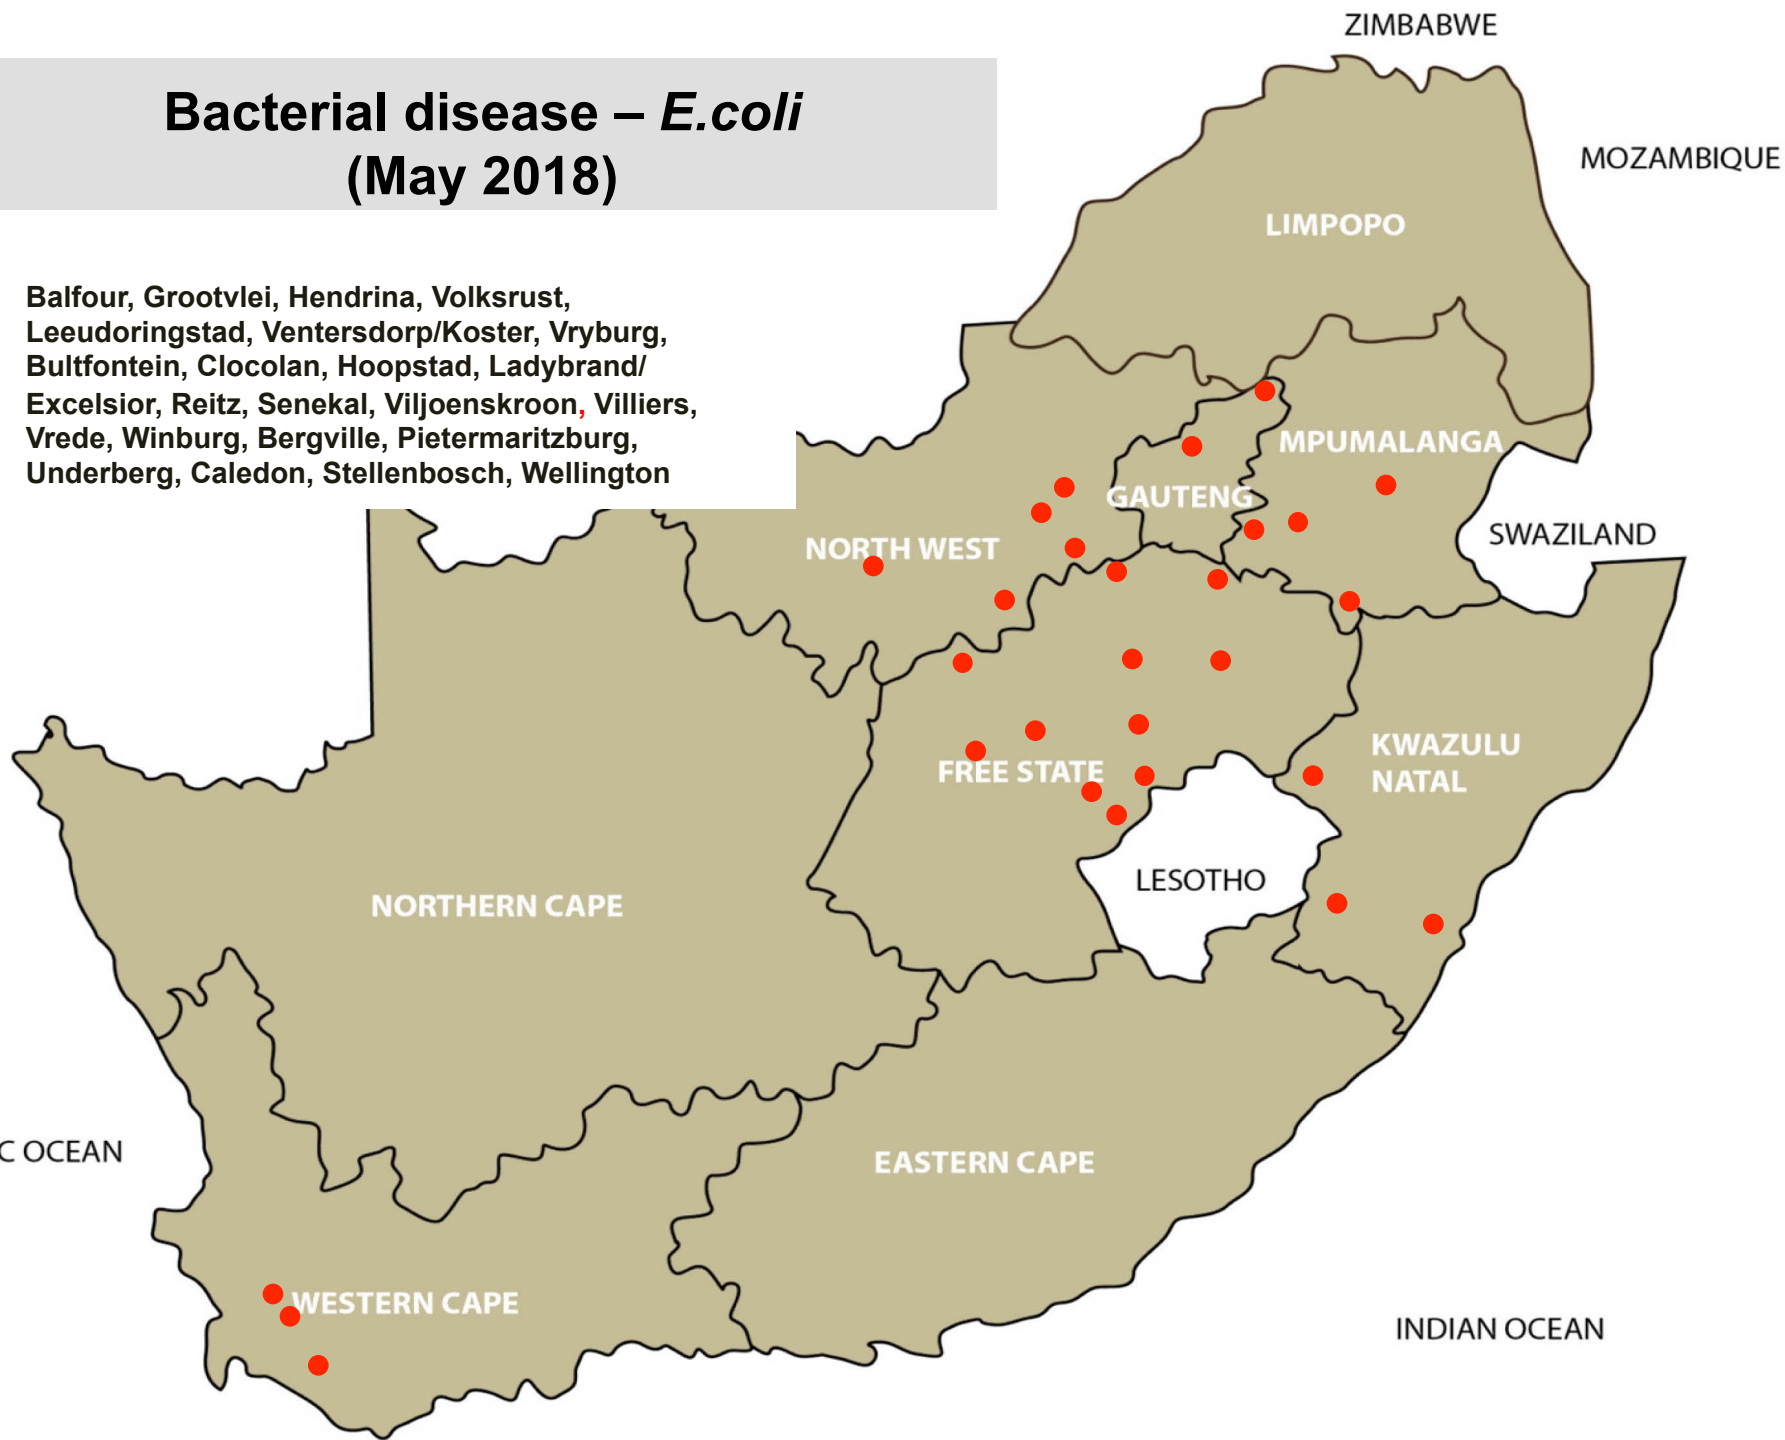 ZIMBABWE
Bacterial disease – E.coli
(May 2018)
MOZAMBIQUE
LIMPOPO
Balfour, Grootvlei, Hendrina, Volksrust,
Leeudoringstad, Ventersdorp/Koster, Vryburg,
Bultfontein, Clocolan, Hoopstad, Ladybrand/
Excelsior, Reitz, Senekal, Viljoenskroon, Villiers,
Vrede, Winburg, Bergville, Pietermaritzburg,
Underberg, Caledon, Stellenbosch, Wellington
MPUMALANGA
GAUTENG
SWAZILAND
NORTH WEST
KWAZULU
NATAL
FREE STATE
LESOTHO
NORTHERN CAPE
C OCEAN
EASTERN CAPE
WESTERN CAPE
INDIAN OCEAN